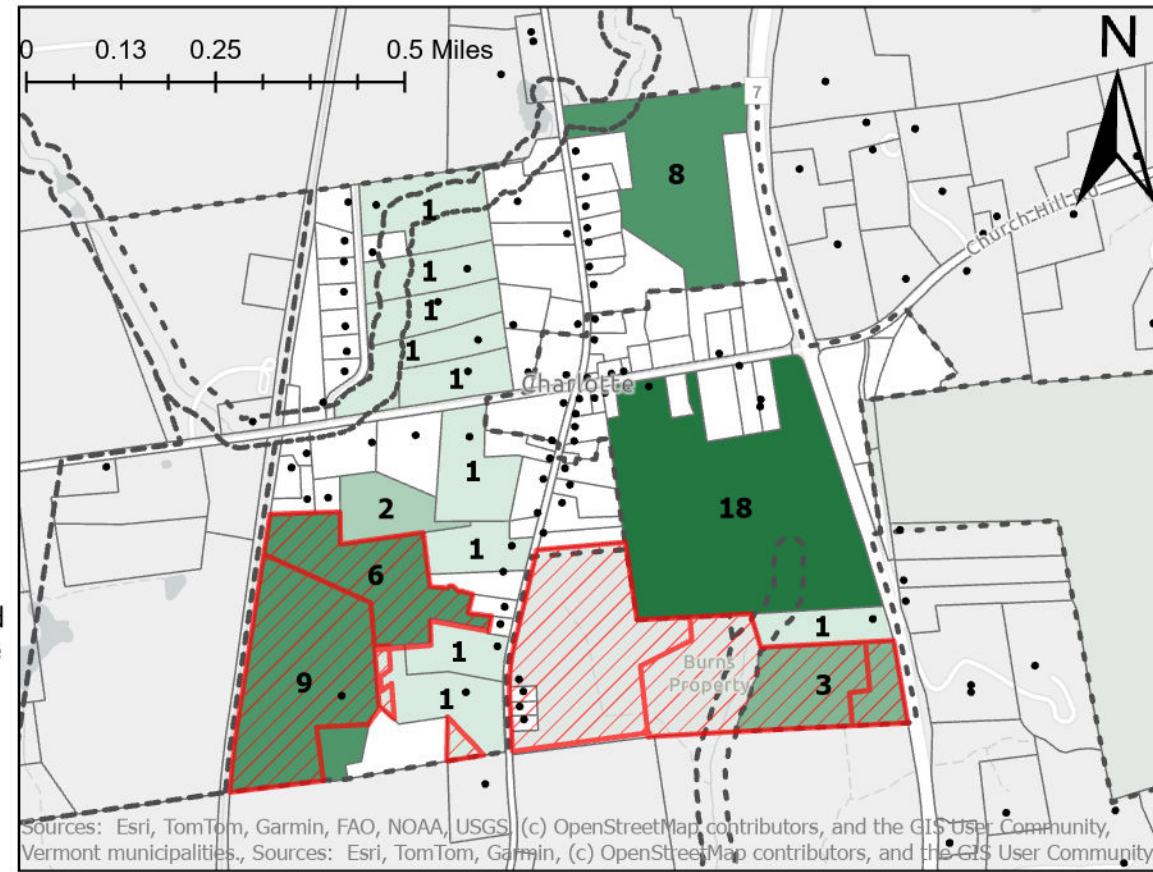 0 0.13 0.25 0.5 Miles
N
7
8
1
Church Hill Rd
1
1
1
1
Charlotte
1
2
18
1
6
1
1
Burns
Property
9
3
1
Sources: Esri, TomTom, Garmin, FAO, NOAA, USGS, (c) OpenStreetMap contributors, and the GIS User Community,
Vermont municipalities., Sources: Esri, TomTom, Garmin, (c) OpenStreetMap contributors, and the GIS User Community